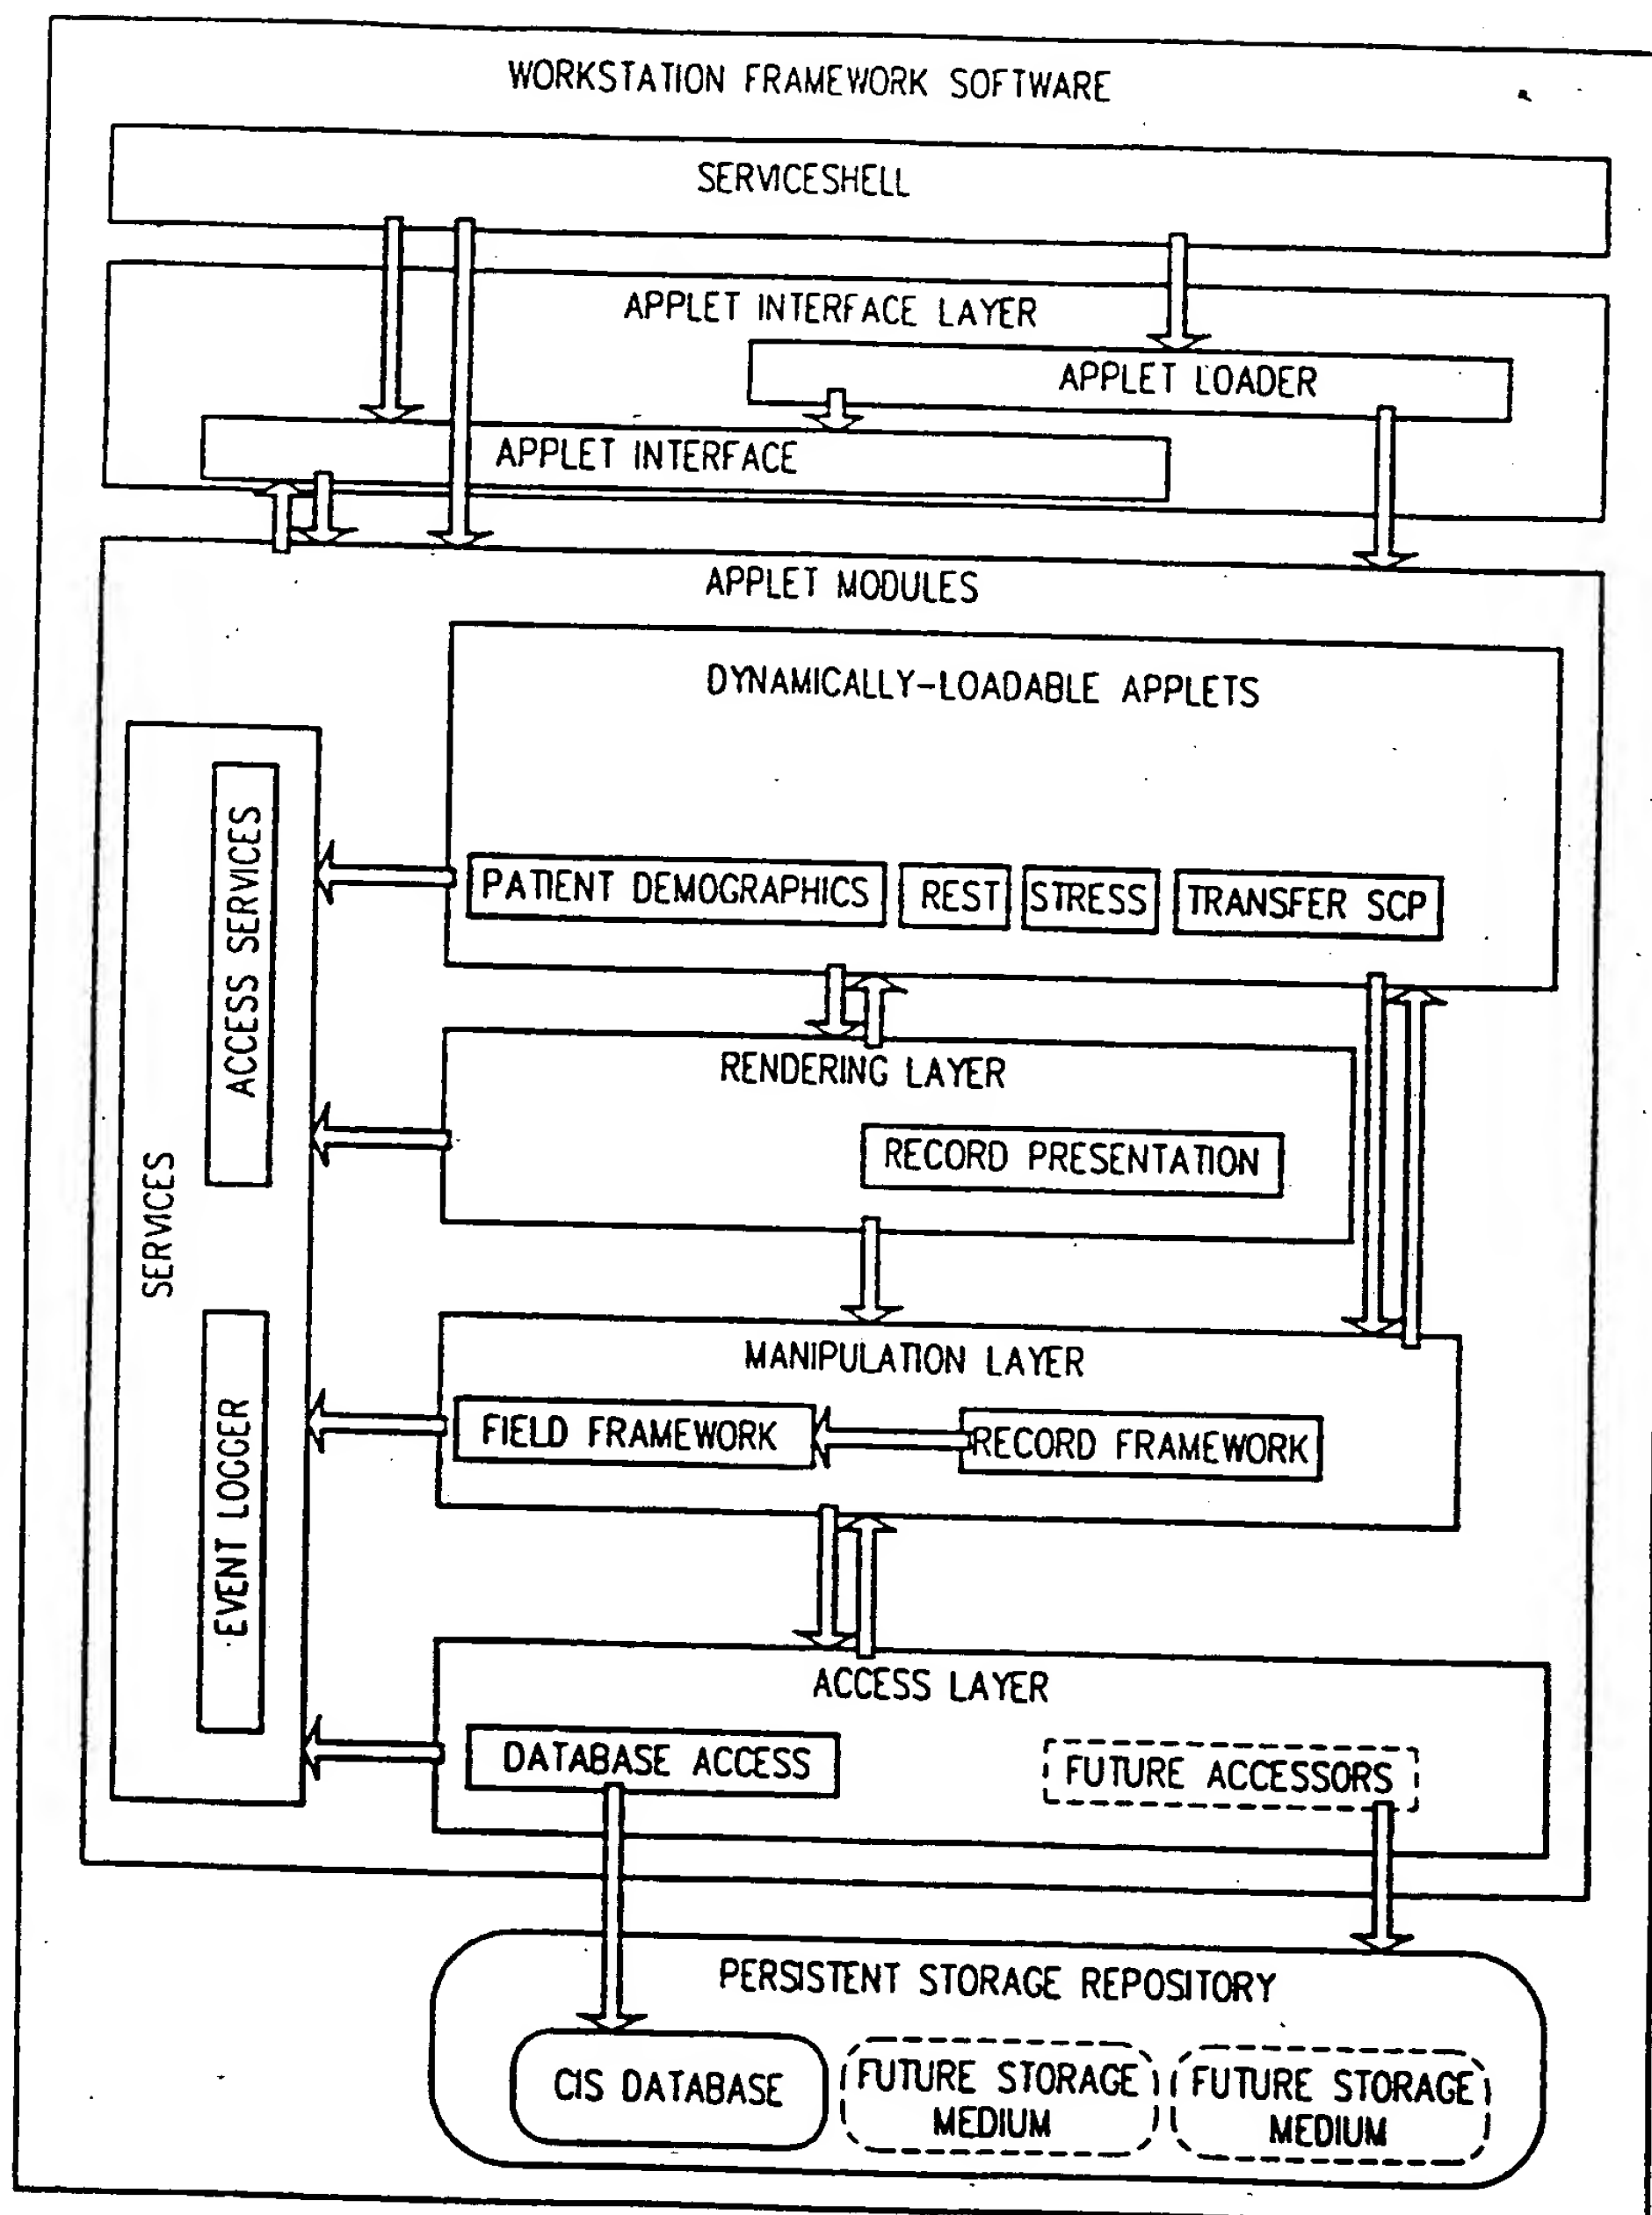 WORKSTATION FRAMEWORK SOFTWARE
SERVICESHELL
APPLET INTERFACE LAYER
APPLET LOADER
APPLET INTERFACE
APPLET MODULES
DYNAMICALLY-LOADABLE APPLETS
PATIENT DEMOGRAPHICS
REST
STRESS
TRANSFER SCP
SERVICES
ACCESS SERVICES
EVENT LOGGER
RENDERING LAYER
RECORD PRESENTATION
MANIPULATION LAYER
FIELD FRAMEWORK
RECORD FRAMEWORK
ACCESS LAYER
DATABASE ACCESS
FUTURE ACCESSORS
PERSISTENT STORAGE REPOSITORY
CIS DATABASE
FUTURE STORAGE
MEDIUM
FUTURE STORAGE
MEDIUM